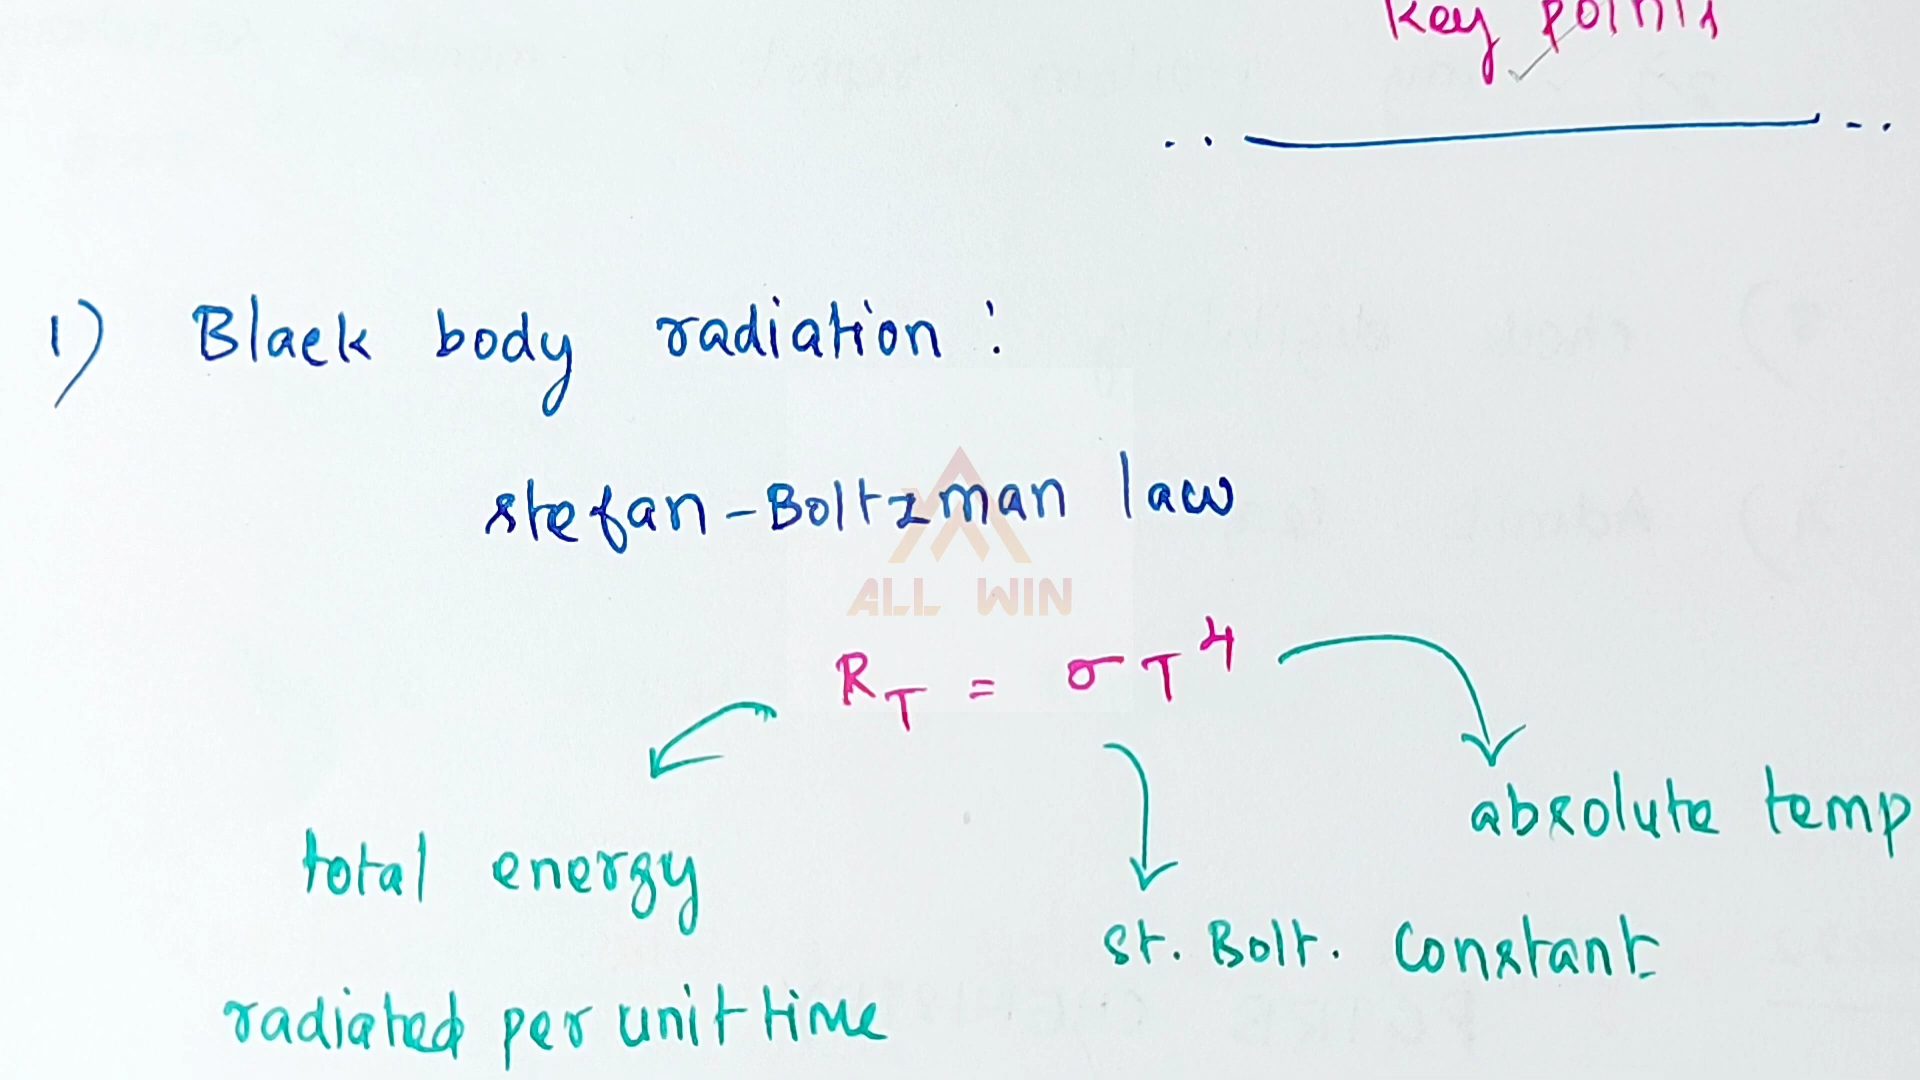 Key points
1) Black body radiation :
stefan-Boltzman law
ALL WIN
R_T = σT⁴
absolute temp
total energy
st. Bolt. constant
radiated per unit time